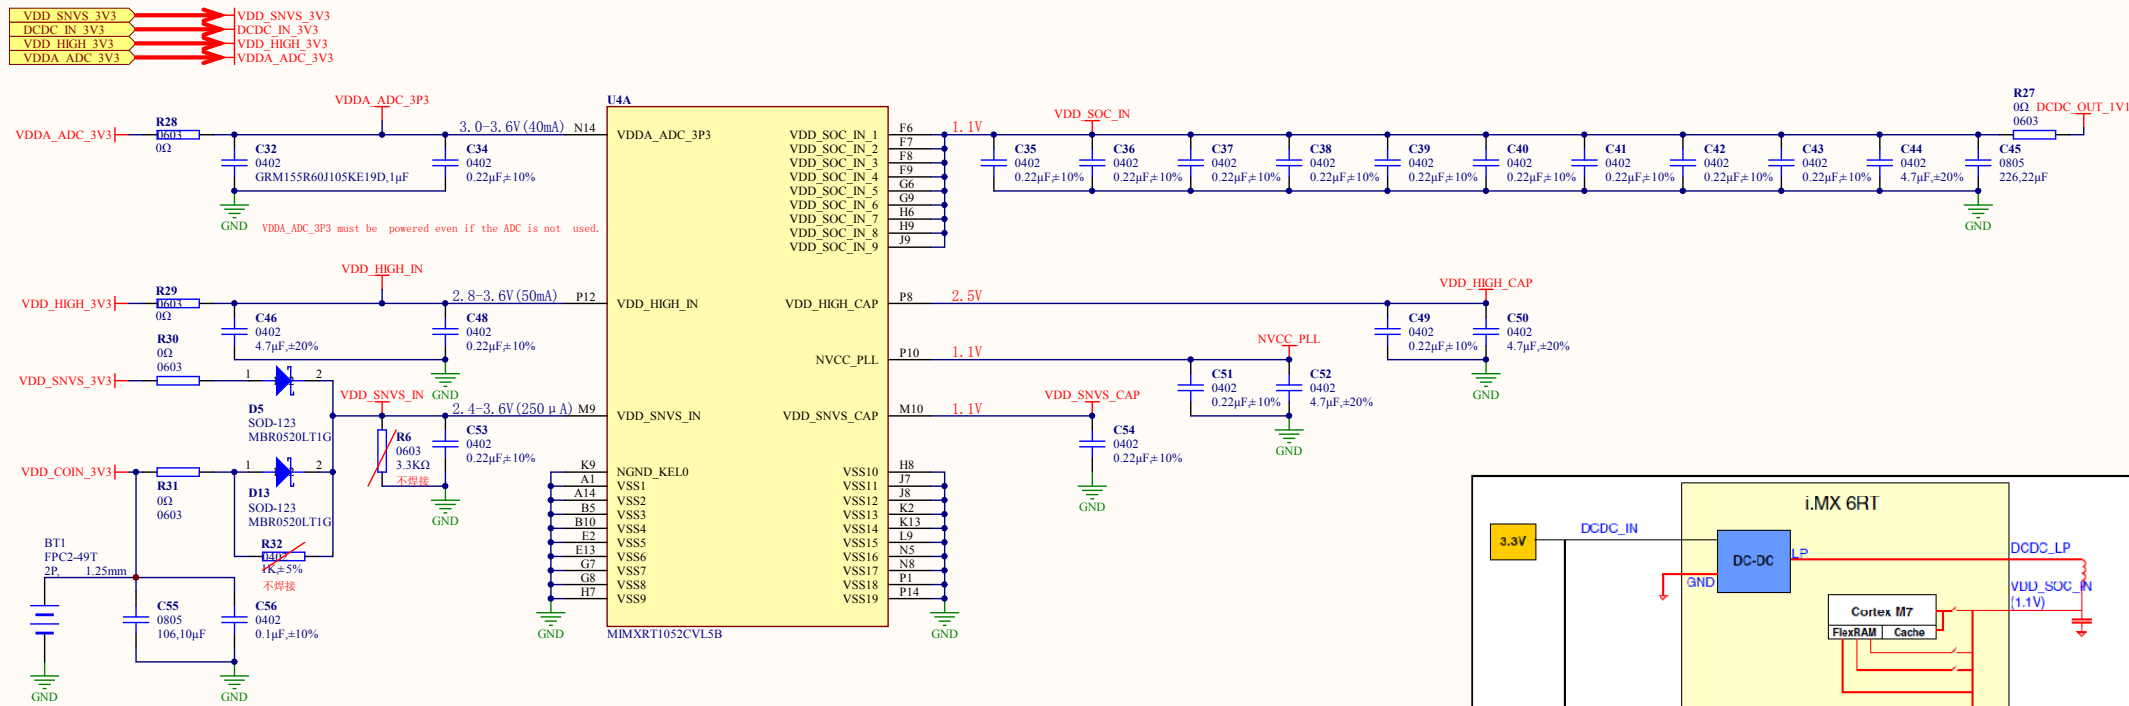 VDD_SNVS_3V3 VDD_SNVS_3V3
DCDC_IN_3V3 DCDC_IN_3V3
VDD_HIGH_3V3 VDD_HIGH_3V3
VDDA_ADC_3V3 VDDA_ADC_3V3
VDDA_ADC_3V3
R28
0603
0Ω
VDDA_ADC_3P3
C32
0402
GRM155R60J105KE19D,1µF
C34
0402
0.22µF,±10%
3.0-3.6V(40mA)
GND
VDDA_ADC_3P3 must be powered even if the ADC is not used.
VDD_HIGH_3V3
R29
0603
0Ω
VDD_HIGH_IN
C46
0402
4.7µF,±20%
C48
0402
0.22µF,±10%
2.8-3.6V(50mA)
GND
R30
0Ω
0603
VDD_SNVS_3V3
1 2
D5
SOD-123
MBR0520LT1G
VDD_SNVS_IN
2.4-3.6V(250µA)
R6
0603
3.3KΩ
不焊接
C53
0402
0.22µF,±10%
GND
VDD_COIN_3V3
R31
0Ω
0603
1 2
D13
SOD-123
MBR0520LT1G
R32
0402
1K,±5%
不焊接
BT1
FPC2-49T
2P, 1.25mm
C55
0805
106,10µF
C56
0402
0.1µF,±10%
GND
GND
U4A
N14 VDDA_ADC_3P3
P12 VDD_HIGH_IN
M9 VDD_SNVS_IN
K9 NGND_KEL0
A1 VSS1
A14 VSS2
B5 VSS3
B10 VSS4
E2 VSS5
E13 VSS6
G7 VSS7
G8 VSS8
H7 VSS9
GND
VDD_SOC_IN_1 F6
VDD_SOC_IN_2 F7
VDD_SOC_IN_3 F8
VDD_SOC_IN_4 F9
VDD_SOC_IN_5 G6
VDD_SOC_IN_6 G9
VDD_SOC_IN_7 H6
VDD_SOC_IN_8 H9
VDD_SOC_IN_9 J9
VDD_HIGH_CAP P8
NVCC_PLL P10
VDD_SNVS_CAP M10
VSS10 H8
VSS11 J7
VSS12 J8
VSS13 K2
VSS14 K13
VSS15 L9
VSS16 N5
VSS17 N8
VSS18 P1
VSS19 P14
GND
MIMXRT1052CVL5B
1.1V
VDD_SOC_IN
C35
0402
0.22µF,±10%
C36
0402
0.22µF,±10%
C37
0402
0.22µF,±10%
C38
0402
0.22µF,±10%
C39
0402
0.22µF,±10%
C40
0402
0.22µF,±10%
C41
0402
0.22µF,±10%
C42
0402
0.22µF,±10%
C43
0402
0.22µF,±10%
C44
0402
4.7µF,±20%
C45
0805
226,22µF
R27
0Ω
0603
DCDC_OUT_1V1
GND
2.5V
VDD_HIGH_CAP
C49
0402
0.22µF,±10%
C50
0402
4.7µF,±20%
GND
1.1V
NVCC_PLL
C51
0402
0.22µF,±10%
C52
0402
4.7µF,±20%
GND
1.1V
VDD_SNVS_CAP
C54
0402
0.22µF,±10%
GND
i.MX 6RT
3.3V
DCDC_IN
DC-DC
LP
DCDC_LP
GND
VDD_SOC_IN
(1.1V)
Cortex M7
FlexRAM Cache